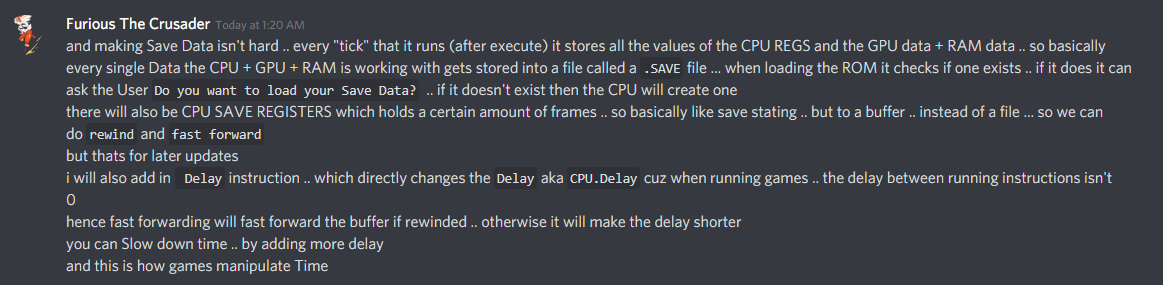 Furious The Crusader Today at 1:20 AM
and making Save Data isn't hard .. every "tick" that it runs (after execute) it stores all the values of the CPU REGS and the GPU data + RAM data .. so basically
every single Data the CPU + GPU + RAM is working with gets stored into a file called a .SAVE file ... when loading the ROM it checks if one exists .. if it does it can
ask the User Do you want to load your Save Data? .. if it doesn't exist then the CPU will create one
there will also be CPU SAVE REGISTERS which holds a certain amount of frames .. so basically like save stating .. but to a buffer .. instead of a file ... so we can
do rewind and fast forward
but thats for later updates
i will also add in Delay instruction .. which directly changes the Delay aka CPU.Delay cuz when running games .. the delay between running instructions isn't
0
hence fast forwarding will fast forward the buffer if rewinded .. otherwise it will make the delay shorter
you can Slow down time .. by adding more delay
and this is how games manipulate Time